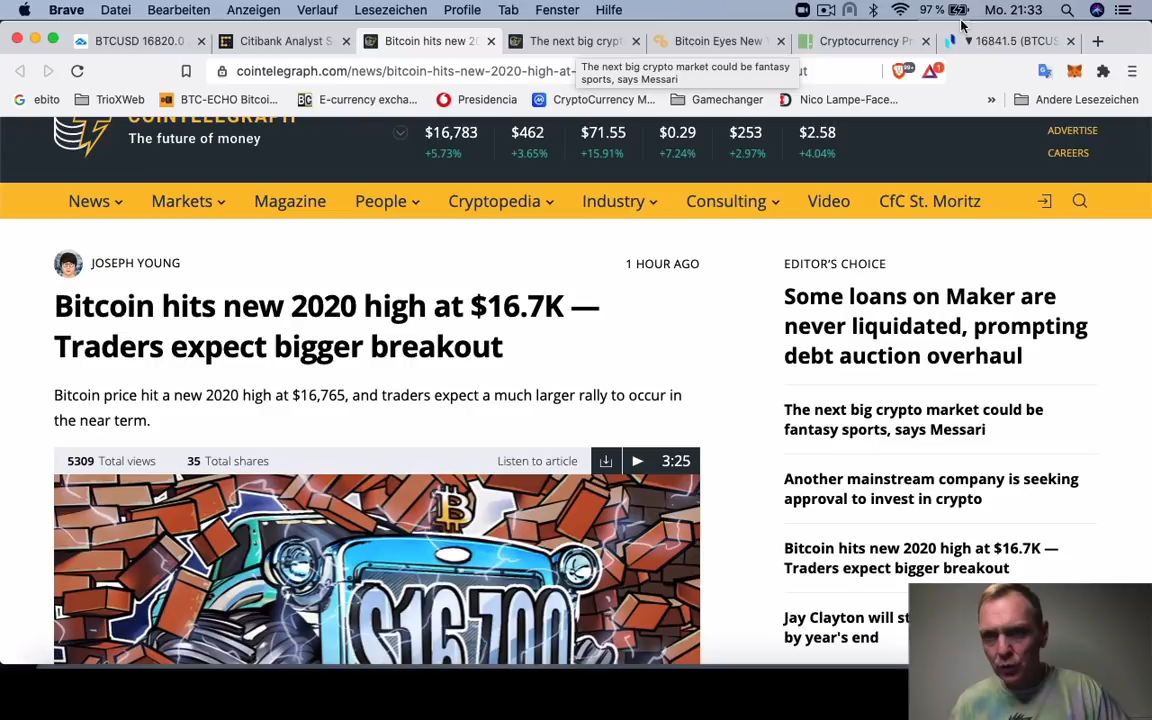 Brave Datei Bearbeiten Anzeigen Verlauf Lesezeichen Profile Tab Fenster Hilfe 97 % Mo. 21:33
BTCUSD 16820.0 Citibank Analyst S Bitcoin hits new 20 The next big crypt Bitcoin Eyes New Cryptocurrency Pr ▼ 16841.5 (BTCUS
cointelegraph.com/news/bitcoin-hits-new-2020-high-at-
The next big crypto market could be fantasy
sports, says Messari
99+ 1
ebito TrioXWeb BTC-ECHO Bitcoi... E-currency excha... Presidencia CryptoCurrency M... Gamechanger Nico Lampe-Face... » Andere Lesezeichen
COINTELEGRAPH
The future of money
$16,783 $462 $71.55 $0.29 $253 $2.58
+5.73% +3.65% +15.91% +7.24% +2.97% +4.04%
ADVERTISE
CAREERS
News Markets Magazine People Cryptopedia Industry Consulting Video CfC St. Moritz
JOSEPH YOUNG
1 HOUR AGO
Bitcoin hits new 2020 high at $16.7K —
Traders expect bigger breakout
Bitcoin price hit a new 2020 high at $16,765, and traders expect a much larger rally to occur in
the near term.
5309 Total views 35 Total shares Listen to article 3:25
$16,700
EDITOR'S CHOICE
Some loans on Maker are
never liquidated, prompting
debt auction overhaul
The next big crypto market could be
fantasy sports, says Messari
Another mainstream company is seeking
approval to invest in crypto
Bitcoin hits new 2020 high at $16.7K —
Traders expect bigger breakout
Jay Clayton will st
by year's end